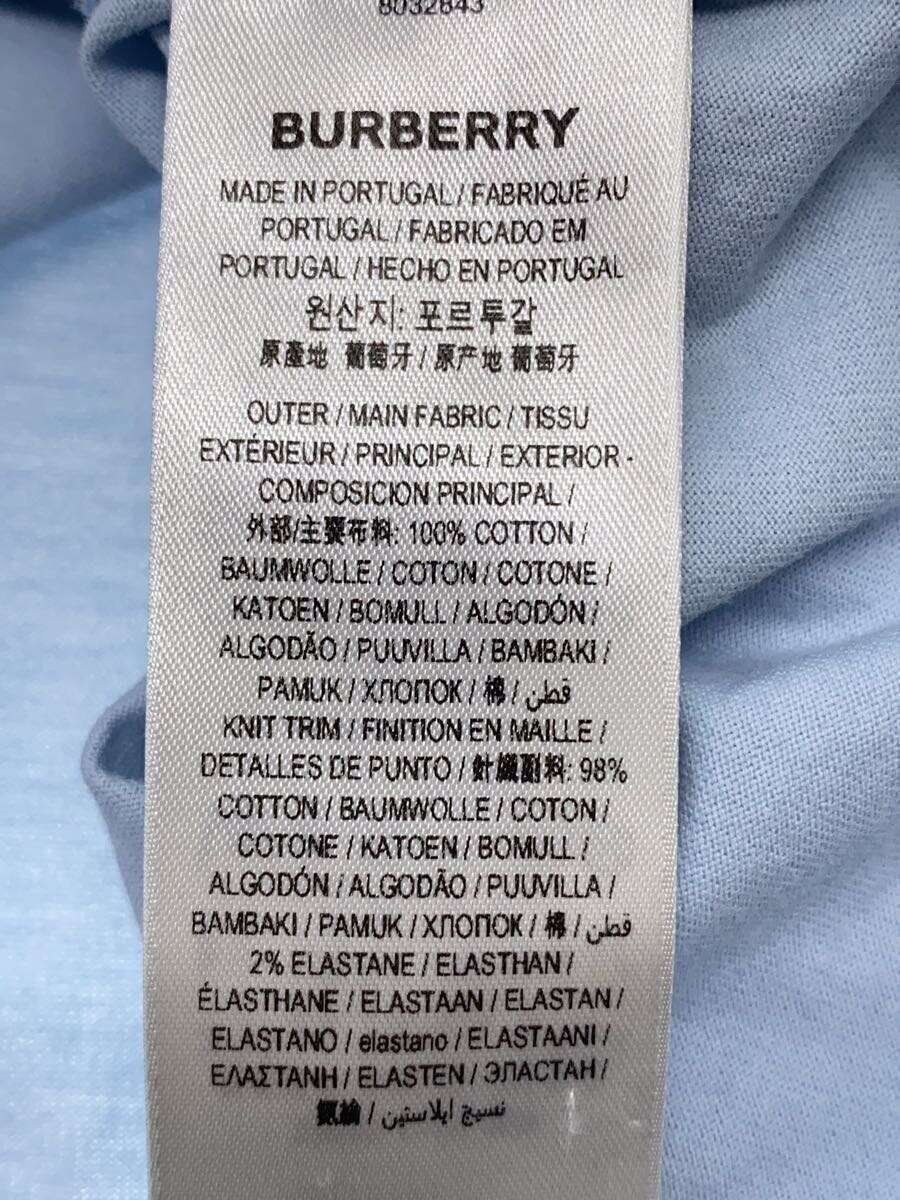 8032843
BURBERRY
MADE IN PORTUGAL / FABRIQUÉ AU
PORTUGAL / FABRICADO EM
PORTUGAL / HECHO EN PORTUGAL
원산지: 포르투갈
原產地 葡萄牙 / 原产地 葡萄牙
OUTER / MAIN FABRIC / TISSU
EXTÉRIEUR / PRINCIPAL / EXTERIOR -
COMPOSICION PRINCIPAL /
外部/主要布料: 100% COTTON /
BAUMWOLLE / COTON / COTONE /
KATOEN / BOMULL / ALGODÓN /
ALGODÃO / PUUVILLA / BAMBAKI /
PAMUK / ХЛОПОК / 棉 / قطن
KNIT TRIM / FINITION EN MAILLE /
DETALLES DE PUNTO / 針織副料: 98%
COTTON / BAUMWOLLE / COTON /
COTONE / KATOEN / BOMULL /
ALGODÓN / ALGODÃO / PUUVILLA /
BAMBAKI / PAMUK / ХЛОПОК / 棉 / قطن
2% ELASTANE / ELASTHAN /
ÉLASTHANE / ELASTAAN / ELASTAN /
ELASTANO / elastano / ELASTAANI /
ΕΛΑΣΤΑΝΗ / ELASTEN / ЭЛАСТАН /
氨綸 / نسيج ايلاستين